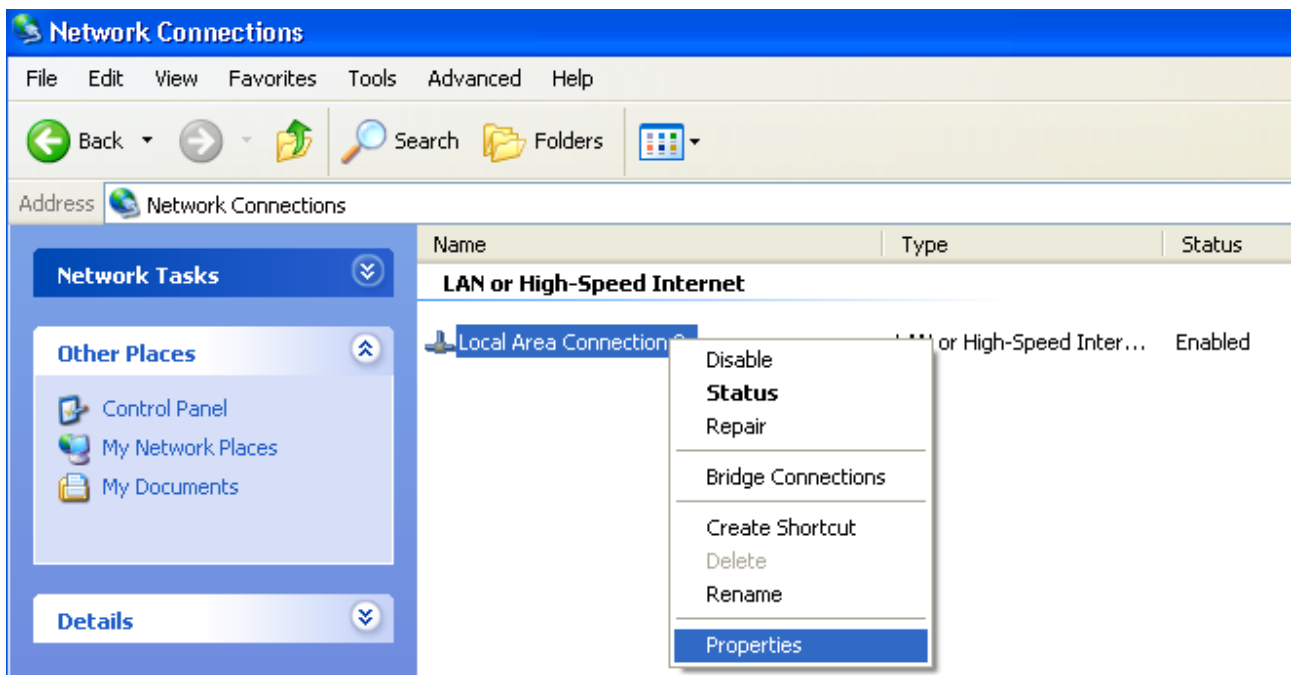 Network Connections
File Edit View Favorites Tools Advanced Help
Back Search Folders
Address Network Connections
Name Type Status
Network Tasks
LAN or High-Speed Internet
Other Places
Local Area Connection or High-Speed Inter... Enabled
Control Panel
My Network Places
My Documents
Details
Disable
Status
Repair
Bridge Connections
Create Shortcut
Delete
Rename
Properties